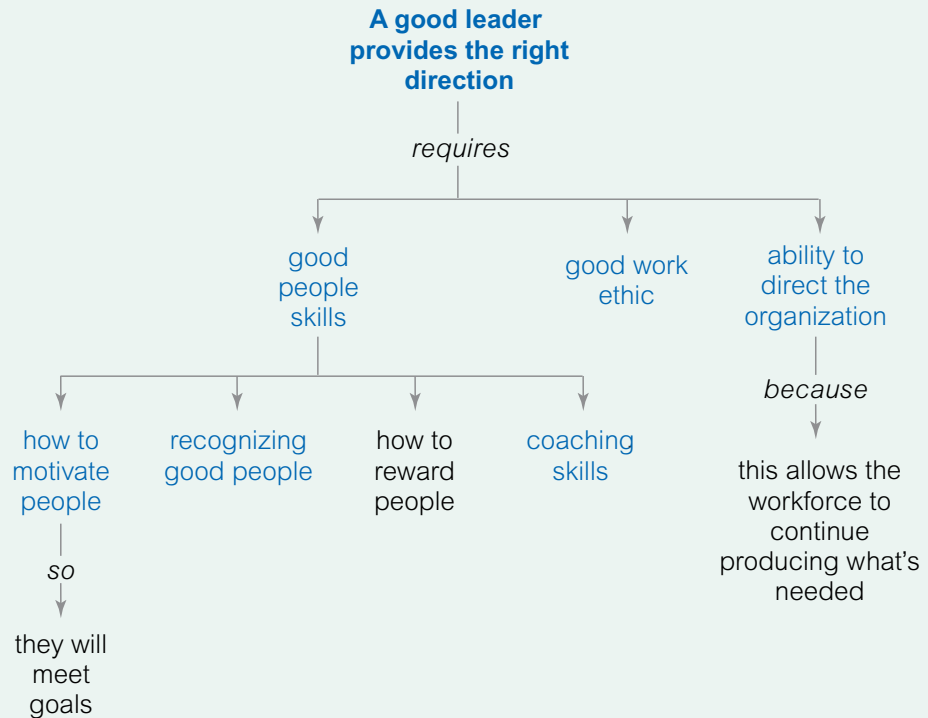 A good leader
provides the right
direction
requires
good
people
skills
good work
ethic
ability to
direct the
organization
because
how to
motivate
people
recognizing
good people
how to
reward
people
coaching
skills
this allows the
workforce to
continue
producing what's
needed
so
they will
meet
goals